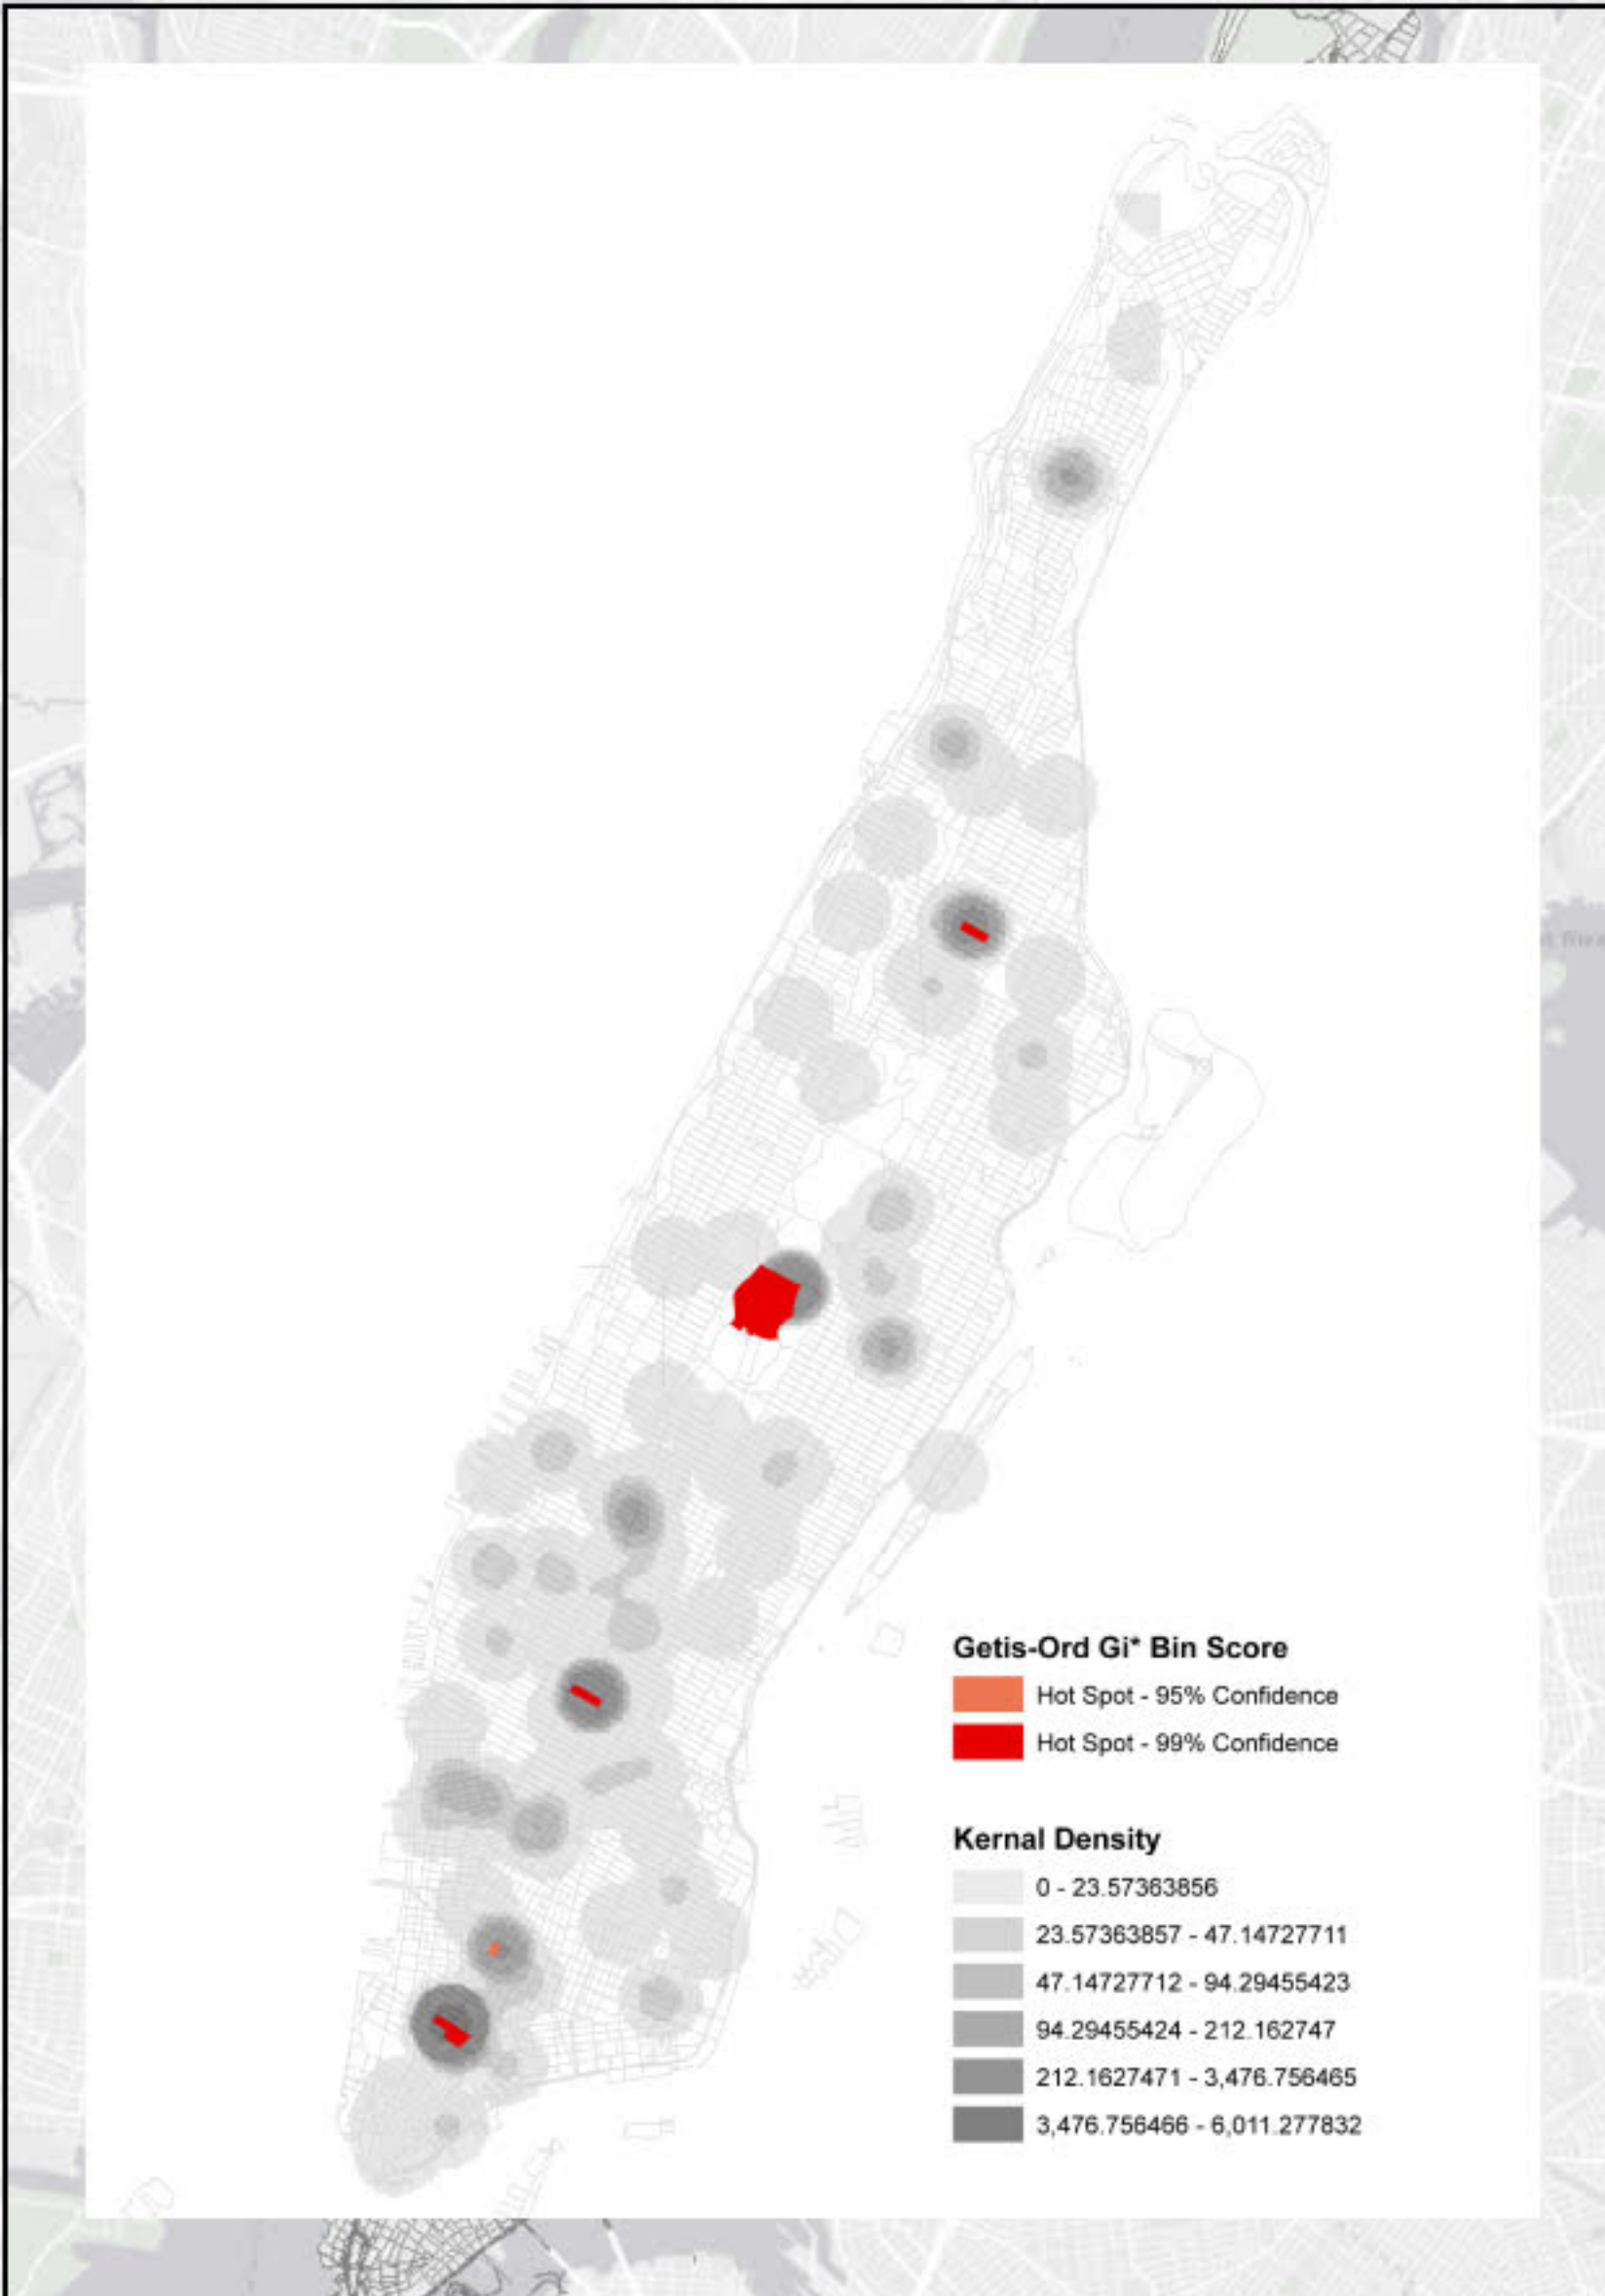 Getis-Ord Gi* Bin Score
Hot Spot - 95% Confidence
Hot Spot - 99% Confidence
Kernal Density
0 - 23.57363856
23.57363857 - 47.14727711
47.14727712 - 94.29455423
94.29455424 - 212.162747
212.1627471 - 3,476.756465
3,476.756466 - 6,011.277832